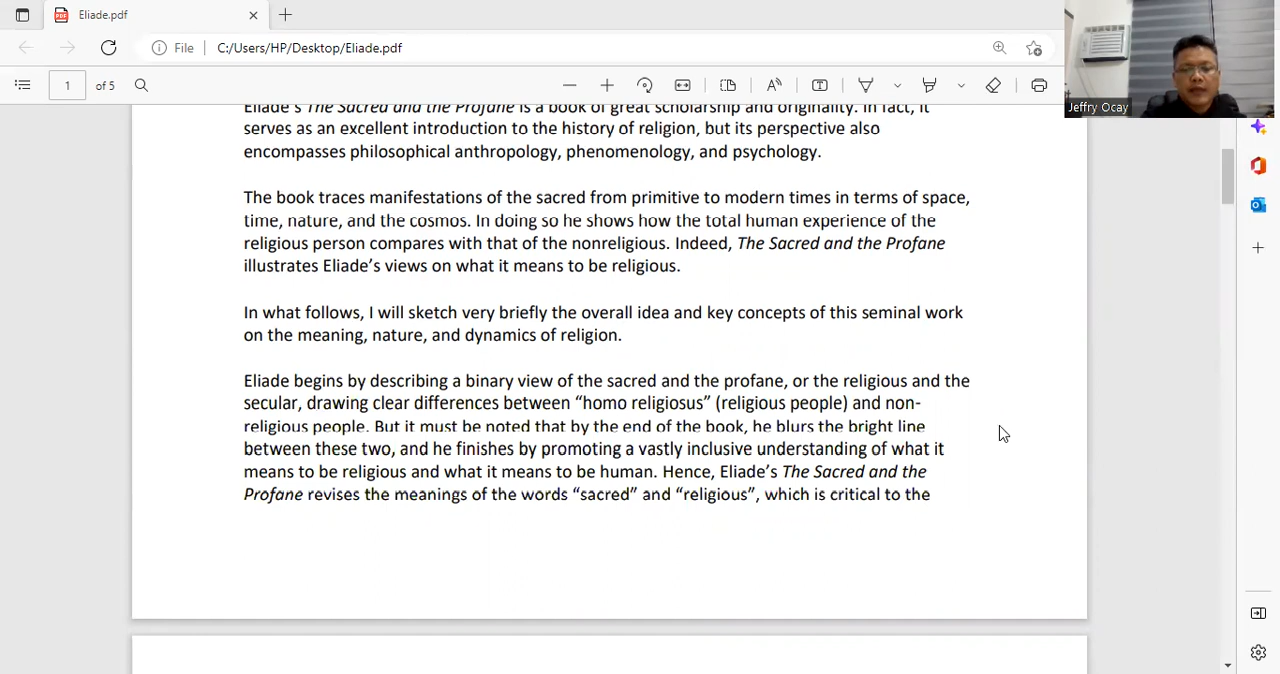 Eliade.pdf
File
C:/Users/HP/Desktop/Eliade.pdf
1 of 5
Jeffry Ocay
Eliade's The Sacred and the Profane is a book of great scholarship and originality. In fact, it
serves as an excellent introduction to the history of religion, but its perspective also
encompasses philosophical anthropology, phenomenology, and psychology.
The book traces manifestations of the sacred from primitive to modern times in terms of space,
time, nature, and the cosmos. In doing so he shows how the total human experience of the
religious person compares with that of the nonreligious. Indeed, The Sacred and the Profane
illustrates Eliade's views on what it means to be religious.
In what follows, I will sketch very briefly the overall idea and key concepts of this seminal work
on the meaning, nature, and dynamics of religion.
Eliade begins by describing a binary view of the sacred and the profane, or the religious and the
secular, drawing clear differences between “homo religiosus” (religious people) and non-
religious people. But it must be noted that by the end of the book, he blurs the bright line
between these two, and he finishes by promoting a vastly inclusive understanding of what it
means to be religious and what it means to be human. Hence, Eliade's The Sacred and the
Profane revises the meanings of the words “sacred” and “religious”, which is critical to the